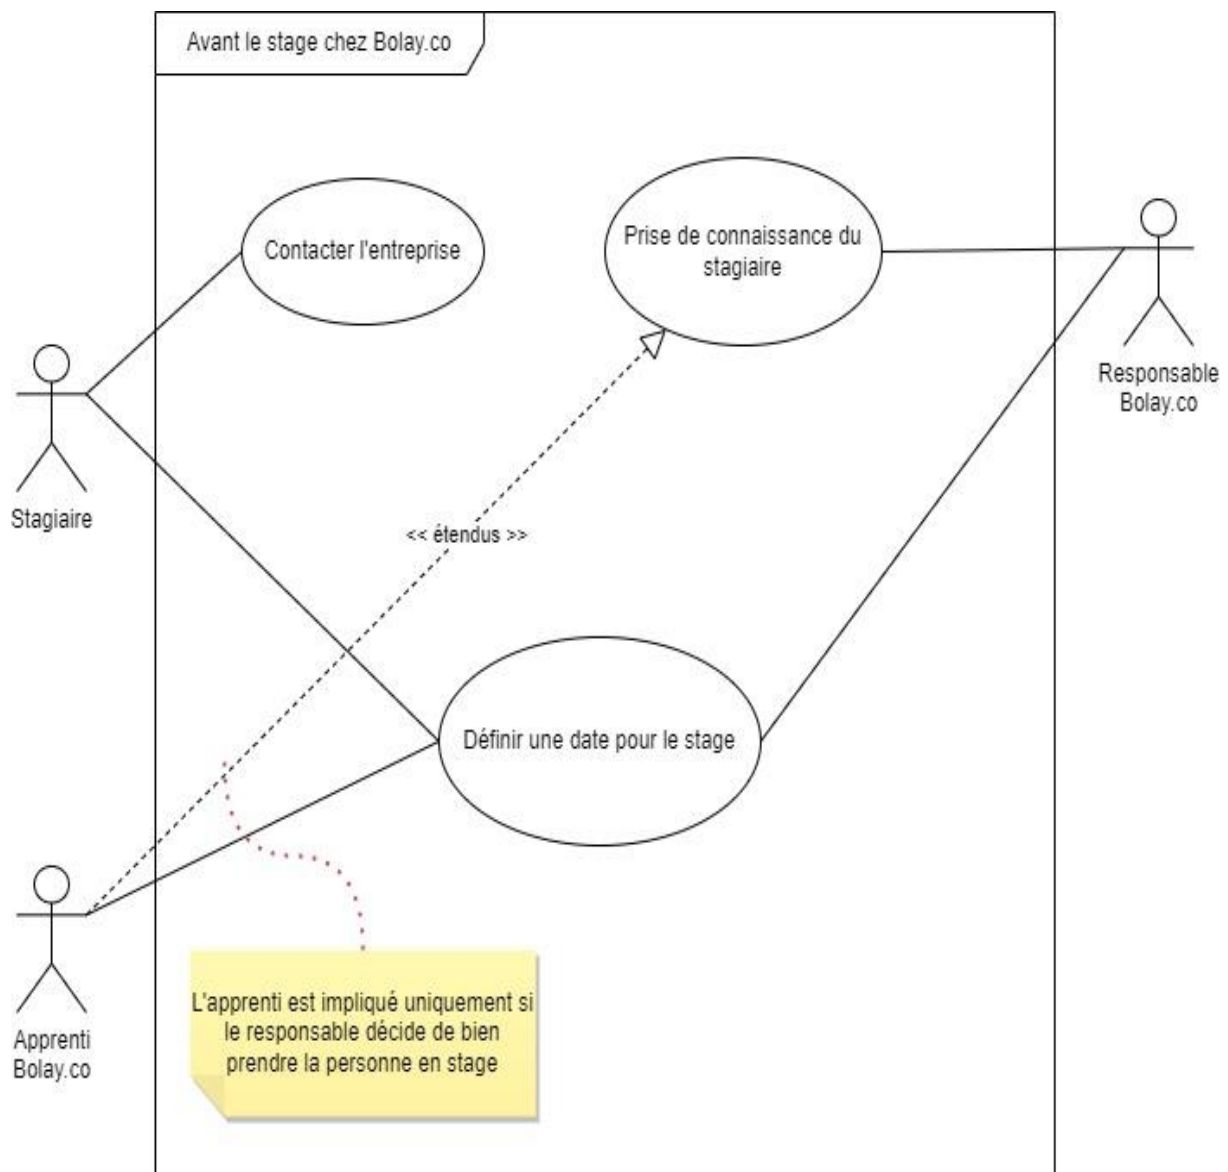 Avant le stage chez Bolay.co
Contacter l'entreprise
Prise de connaissance du
stagiaire
Responsable
Bolay.co
Stagiaire
<< étendus >>
Définir une date pour le stage
Apprenti
Bolay.co
L'apprenti est impliqué uniquement si
le responsable décide de bien
prendre la personne en stage